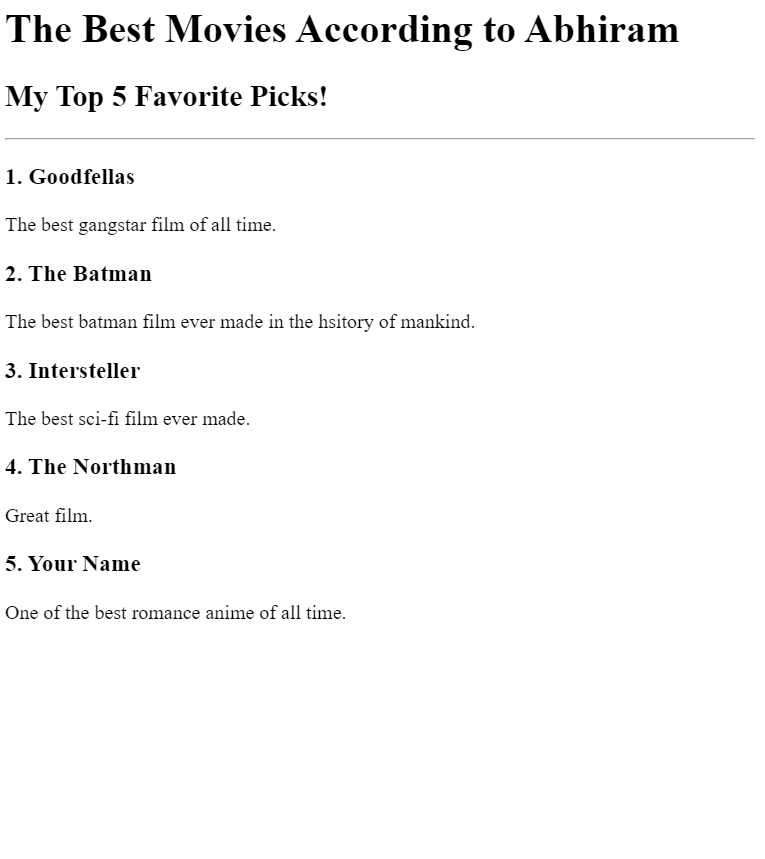 The Best Movies According to Abhiram
My Top 5 Favorite Picks!
1. Goodfellas
The best gangstar film of all time.
2. The Batman
The best batman film ever made in the hsitory of mankind.
3. Intersteller
The best sci-fi film ever made.
4. The Northman
Great film.
5. Your Name
One of the best romance anime of all time.